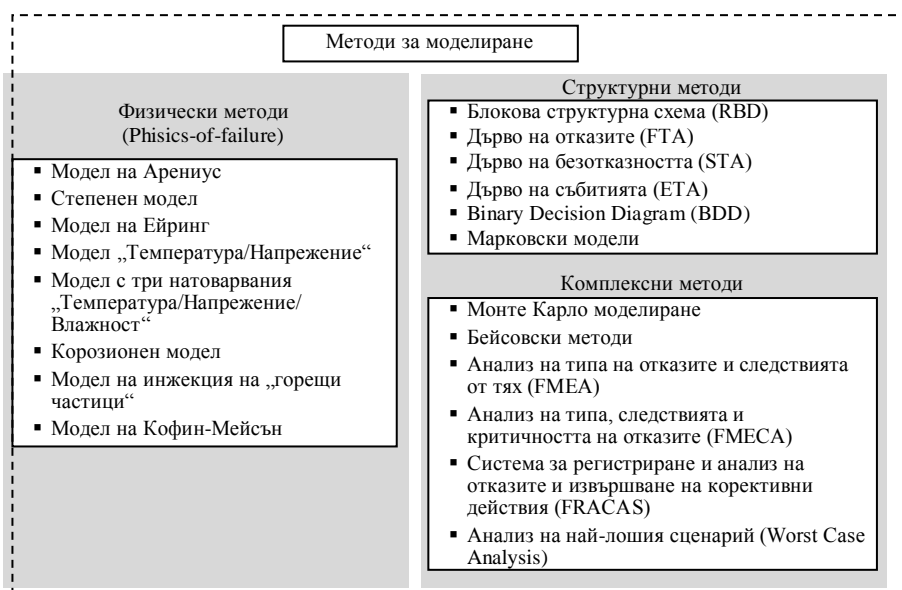 Методи за моделиране
Физически методи
(Phisics-of-failure)
▪ Модел на Арениус
▪ Степенен модел
▪ Модел на Ейринг
▪ Модел „Температура/Напрежение“
▪ Модел с три натоварвания
„Температура/Напрежение/
Влажност“
▪ Корозионен модел
▪ Модел на инжекция на „горещи
частици“
▪ Модел на Кофин-Мейсън
Структурни методи
▪ Блокова структурна схема (RBD)
▪ Дърво на отказите (FTA)
▪ Дърво на безотказността (STA)
▪ Дърво на събитията (ETA)
▪ Binary Decision Diagram (BDD)
▪ Марковски модели
Комплексни методи
▪ Монте Карло моделиране
▪ Бейсовски методи
▪ Анализ на типа на отказите и следствията
от тях (FMEA)
▪ Анализ на типа, следствията и
критичността на отказите (FMECA)
▪ Система за регистриране и анализ на
отказите и извършване на корективни
действия (FRACAS)
▪ Анализ на най-лошия сценарий (Worst Case
Analysis)